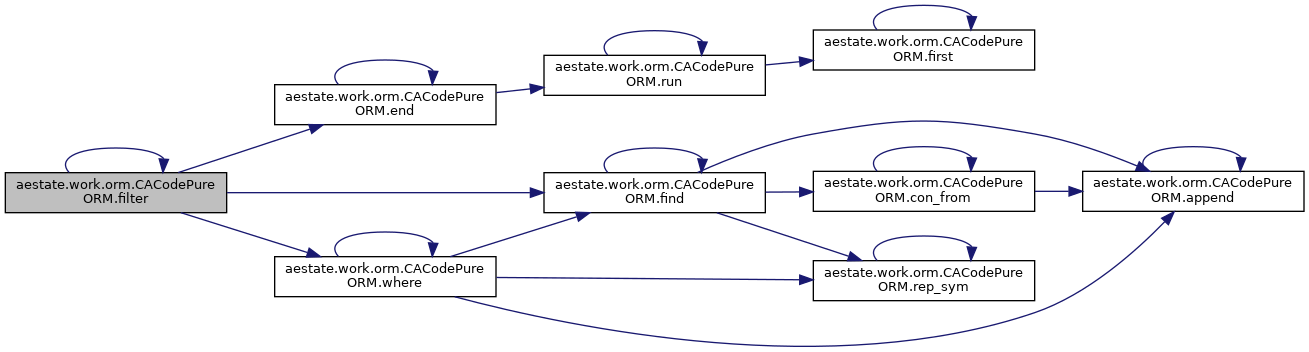 aestate.work.orm.CACodePure
ORM.filter
aestate.work.orm.CACodePure
ORM.end
aestate.work.orm.CACodePure
ORM.run
aestate.work.orm.CACodePure
ORM.first
aestate.work.orm.CACodePure
ORM.find
aestate.work.orm.CACodePure
ORM.con_from
aestate.work.orm.CACodePure
ORM.append
aestate.work.orm.CACodePure
ORM.where
aestate.work.orm.CACodePure
ORM.rep_sym